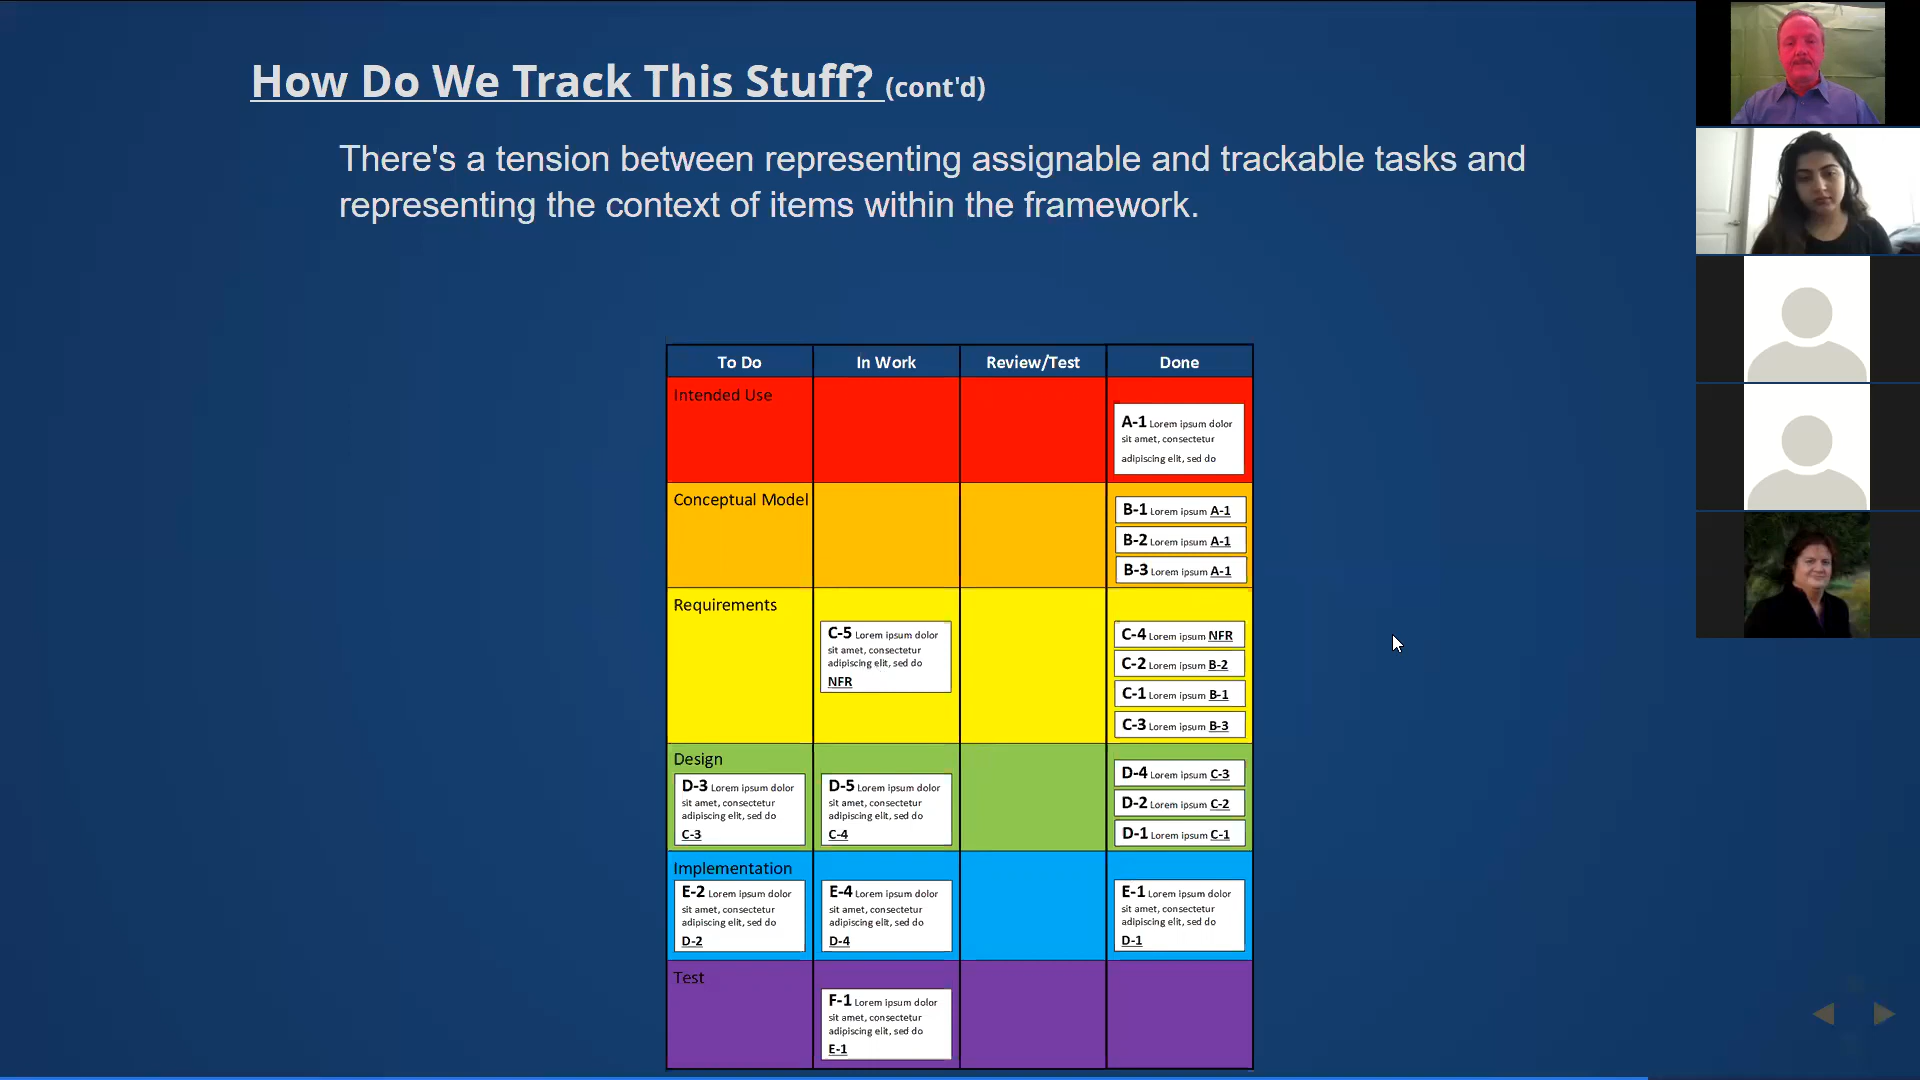 How Do We Track This Stuff? (cont'd)
There's a tension between representing assignable and trackable tasks and
representing the context of items within the framework.
To Do In Work Review/Test Done
Intended Use
A-1 Lorem ipsum dolor
sit amet, consectetur
adipiscing elit, sed do
Conceptual Model
B-1 Lorem ipsum A-1
B-2 Lorem ipsum A-1
B-3 Lorem ipsum A-1
Requirements
C-5 Lorem ipsum dolor
sit amet, consectetur
adipiscing elit, sed do
NFR
C-4 Lorem ipsum NFR
C-2 Lorem ipsum B-2
C-1 Lorem ipsum B-1
C-3 Lorem ipsum B-3
Design
D-3 Lorem ipsum dolor
sit amet, consectetur
adipiscing elit, sed do
C-3
D-5 Lorem ipsum dolor
sit amet, consectetur
adipiscing elit, sed do
C-4
D-4 Lorem ipsum C-3
D-2 Lorem ipsum C-2
D-1 Lorem ipsum C-1
Implementation
E-2 Lorem ipsum dolor
sit amet, consectetur
adipiscing elit, sed do
D-2
E-4 Lorem ipsum dolor
sit amet, consectetur
adipiscing elit, sed do
D-4
E-1 Lorem ipsum dolor
sit amet, consectetur
adipiscing elit, sed do
D-1
Test
F-1 Lorem ipsum dolor
sit amet, consectetur
adipiscing elit, sed do
E-1